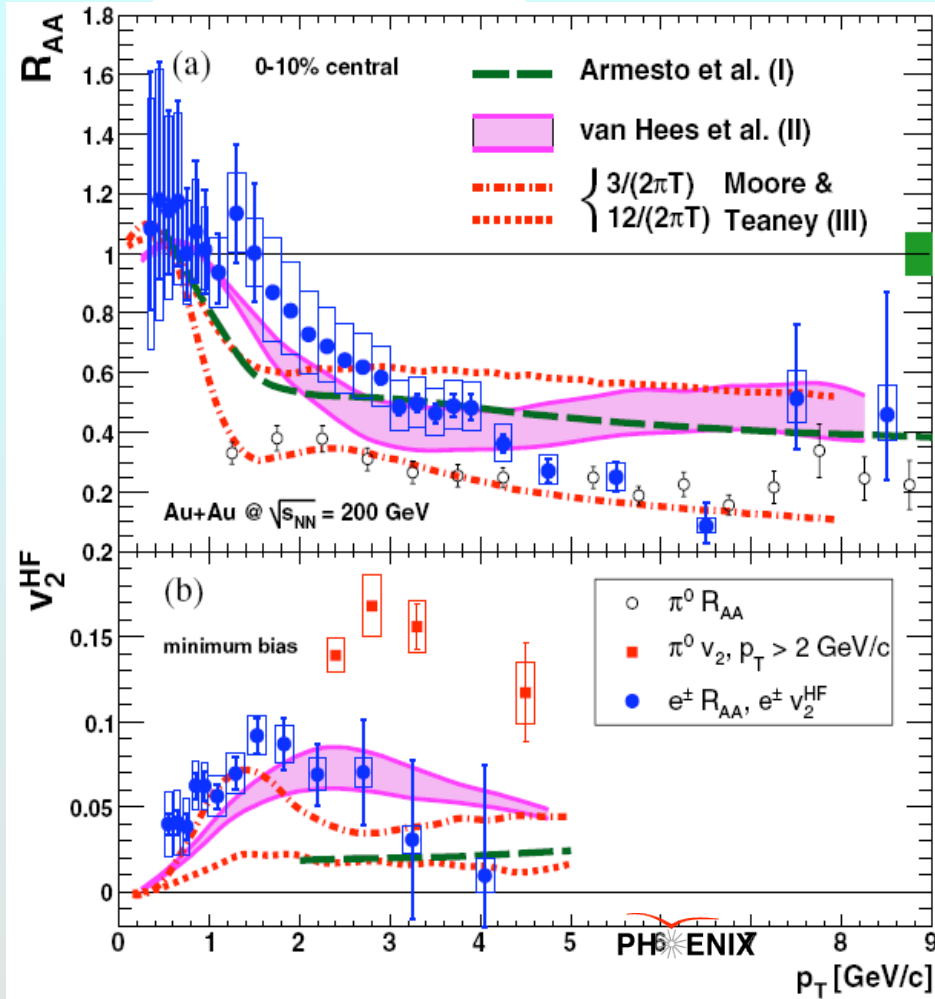 R_AA
1.8
1.6
1.4
1.2
1
0.8
0.6
0.4
0.2
(a)
0-10% central
Armesto et al. (I)
van Hees et al. (II)
3/(2πT) Moore &
12/(2πT) Teaney (III)
Au+Au @ √s_NN = 200 GeV
v_2^HF
0.2
0.15
0.1
0.05
0
(b)
minimum bias
π⁰ R_AA
π⁰ v_2, p_T > 2 GeV/c
e± R_AA, e± v_2^HF
0 1 2 3 4 5 6 7 8 9
PHENIX
p_T [GeV/c]